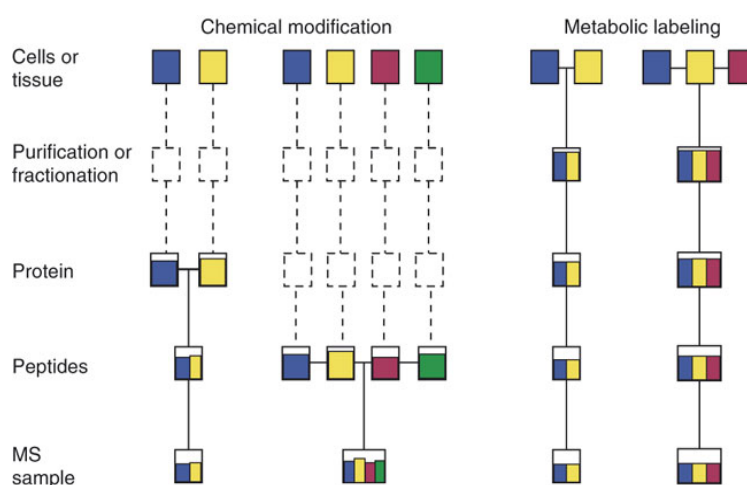 Chemical modification
Metabolic labeling
Cells or
tissue
Purification or
fractionation
Protein
Peptides
MS
sample